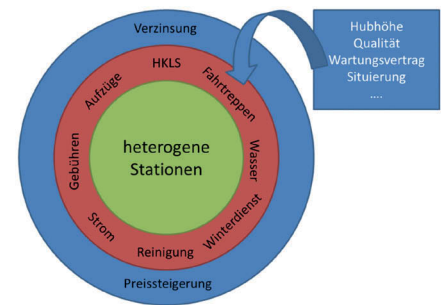 Verzinsung
HKLS
Fahrtreppen
Wasser
Winterdienst
Reinigung
Strom
Gebühren
Aufzüge
heterogene
Stationen
Preissteigerung
Hubhöhe
Qualität
Wartungsvertrag
Situierung
....